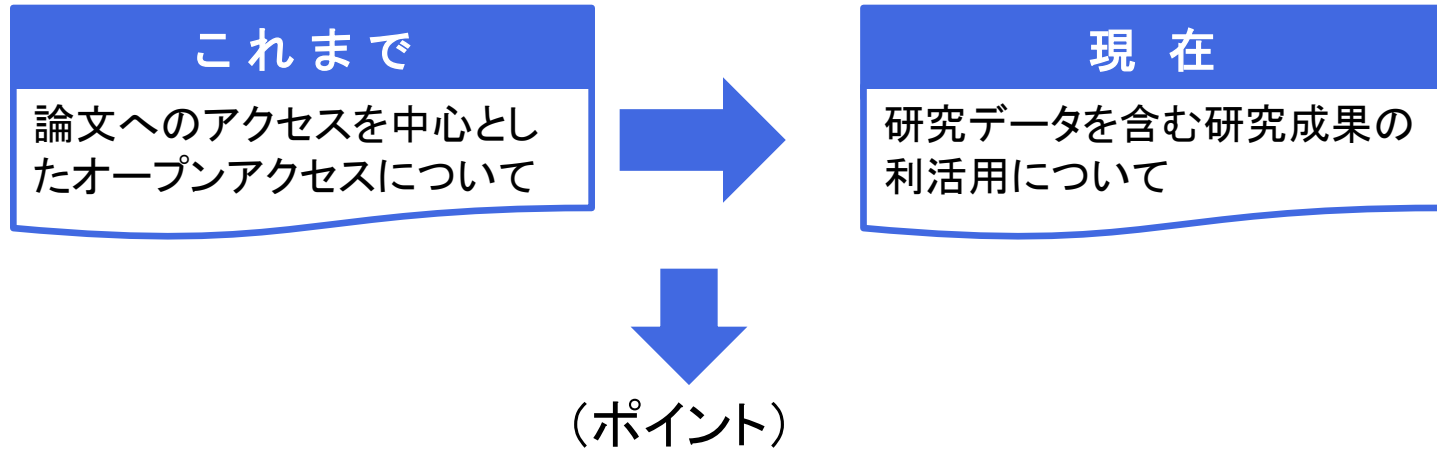 これまで
論文へのアクセスを中心とし
たオープンアクセスについて
現 在
研究データを含む研究成果の
利活用について
(ポイント)